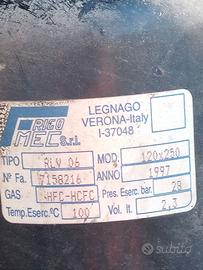 FRIGO
MEC S.r.l.
LEGNAGO
VERONA-Italy
I-37048
TIPO RLV 06 MOD. 120x250
N° Fa. 7158216 ANNO 1997
GAS HFC-HCFC Pres. Eserc. bar. 28
Temp.Eserc.°C 100 Vol. lt. 2,3
subito